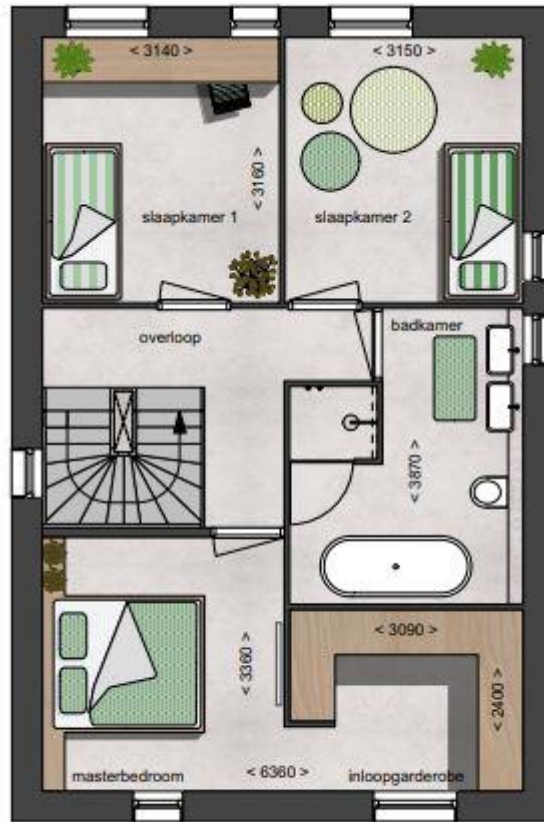 < 3140 >
< 3150 >
< 3160 >
slaapkamer 1
slaapkamer 2
overloop
badkamer
< 3870 >
< 3090 >
< 3360 >
< 2400 >
masterbedroom
< 6360 >
inloopgarderobe